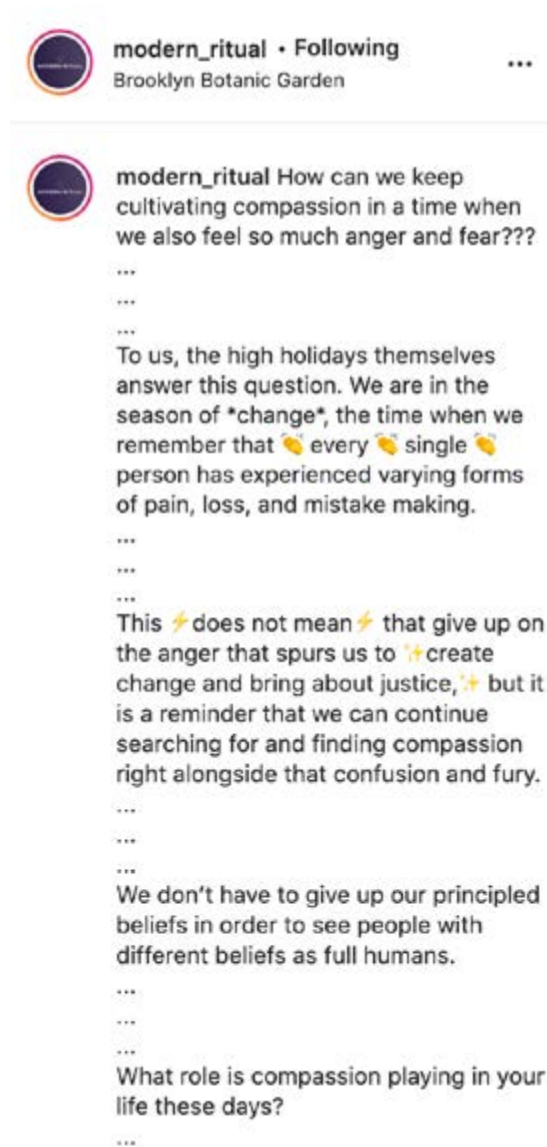 modern_ritual • Following
Brooklyn Botanic Garden
...
modern_ritual How can we keep
cultivating compassion in a time when
we also feel so much anger and fear???
...
...
...
To us, the high holidays themselves
answer this question. We are in the
season of *change*, the time when we
remember that 👏 every 👏 single 👏
person has experienced varying forms
of pain, loss, and mistake making.
...
...
...
This ⚡does not mean⚡ that give up on
the anger that spurs us to ✨create
change and bring about justice,✨ but it
is a reminder that we can continue
searching for and finding compassion
right alongside that confusion and fury.
...
...
...
We don't have to give up our principled
beliefs in order to see people with
different beliefs as full humans.
...
...
...
What role is compassion playing in your
life these days?
...